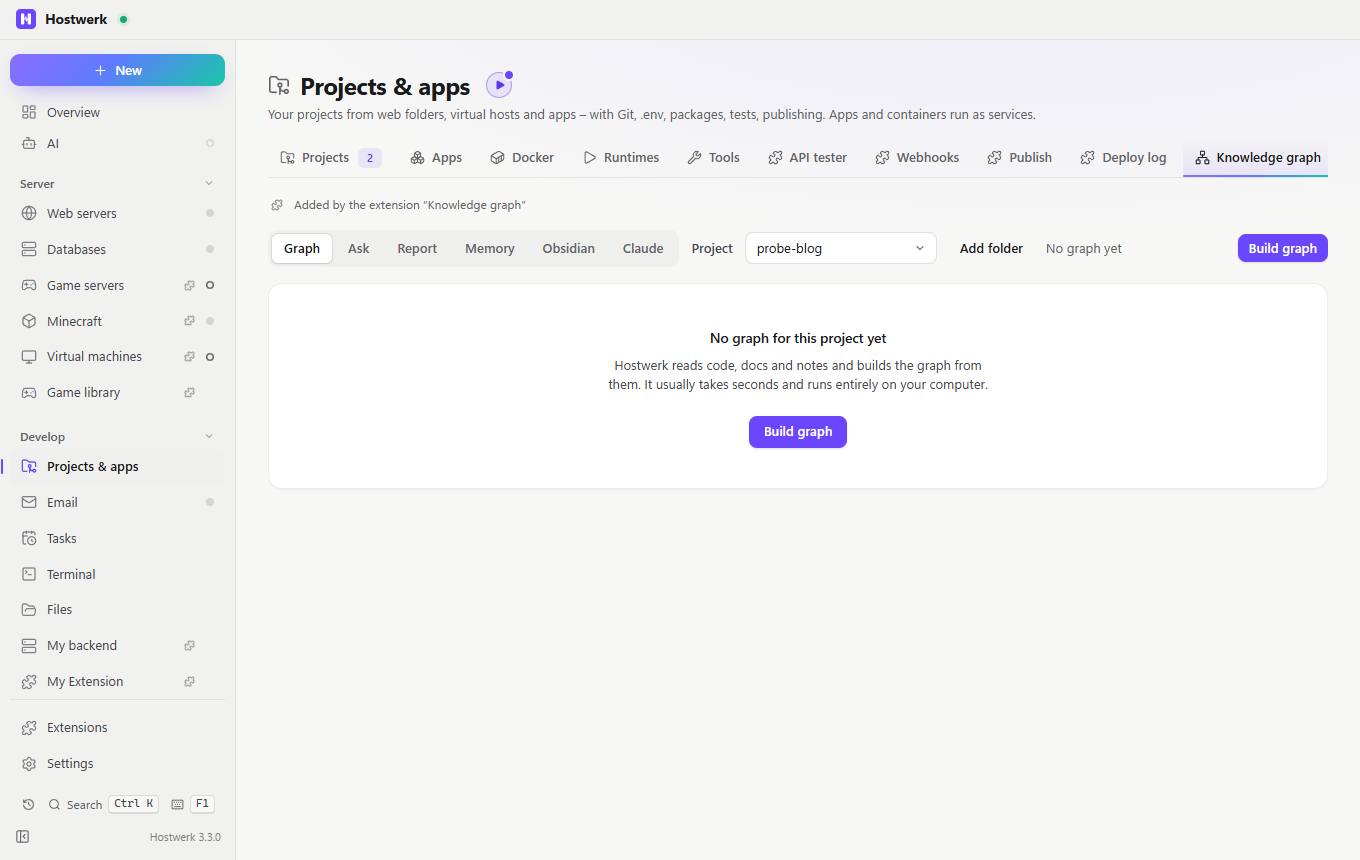 Hostwerk
New
Overview
AI
Server
Web servers
Databases
Game servers
Minecraft
Virtual machines
Game library
Develop
Projects & apps
Email
Tasks
Terminal
Files
My backend
My Extension
Extensions
Settings
Search Ctrl K F1
Hostwerk 3.3.0
Projects & apps
Your projects from web folders, virtual hosts and apps – with Git, .env, packages, tests, publishing. Apps and containers run as services.
Projects 2 Apps Docker Runtimes Tools API tester Webhooks Publish Deploy log Knowledge graph
Added by the extension “Knowledge graph”
Graph Ask Report Memory Obsidian Claude Project probe-blog Add folder No graph yet Build graph
No graph for this project yet
Hostwerk reads code, docs and notes and builds the graph from
them. It usually takes seconds and runs entirely on your computer.
Build graph